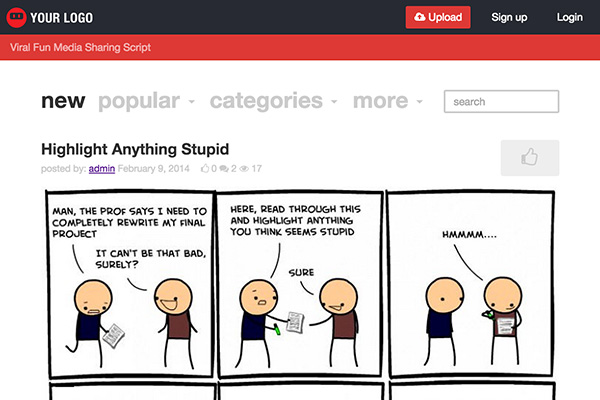 YOUR LOGO
Upload
Sign up
Login
Viral Fun Media Sharing Script
new popular categories more
search
Highlight Anything Stupid
posted by: admin February 9, 2014 0 2 17
MAN, THE PROF SAYS I NEED TO
COMPLETELY REWRITE MY FINAL
PROJECT
IT CAN'T BE THAT BAD,
SURELY?
HERE, READ THROUGH THIS
AND HIGHLIGHT ANYTHING
YOU THINK SEEMS STUPID
SURE
HMMMM....